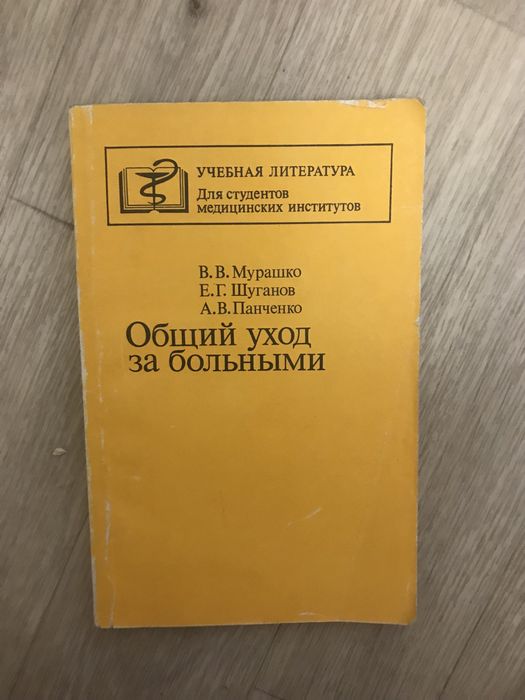 УЧЕБНАЯ ЛИТЕРАТУРА
Для студентов
медицинских институтов
В. В. Мурашко
Е. Г. Шуганов
А. В. Панченко
Общий уход
за больными